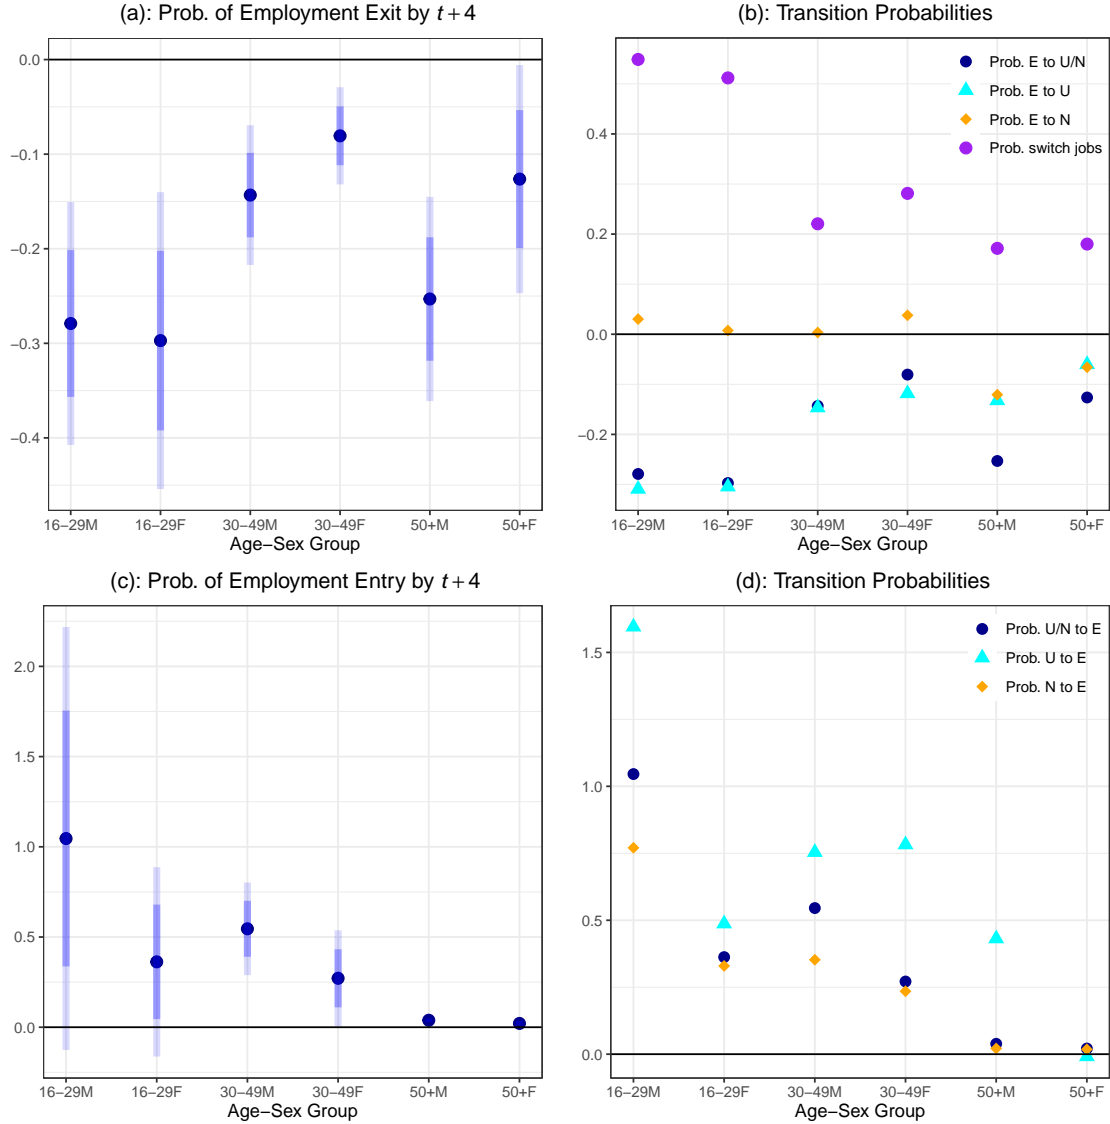 (a): Prob. of Employment Exit by t + 4
0.0
−0.1
−0.2
−0.3
−0.4
16−29M 16−29F 30−49M 30−49F 50+M 50+F
Age−Sex Group
(b): Transition Probabilities
Prob. E to U/N
Prob. E to U
Prob. E to N
Prob. switch jobs
0.4
0.2
0.0
−0.2
16−29M 16−29F 30−49M 30−49F 50+M 50+F
Age−Sex Group
(c): Prob. of Employment Entry by t + 4
2.0
1.5
1.0
0.5
0.0
16−29M 16−29F 30−49M 30−49F 50+M 50+F
Age−Sex Group
(d): Transition Probabilities
Prob. U/N to E
Prob. U to E
Prob. N to E
1.5
1.0
0.5
0.0
16−29M 16−29F 30−49M 30−49F 50+M 50+F
Age−Sex Group